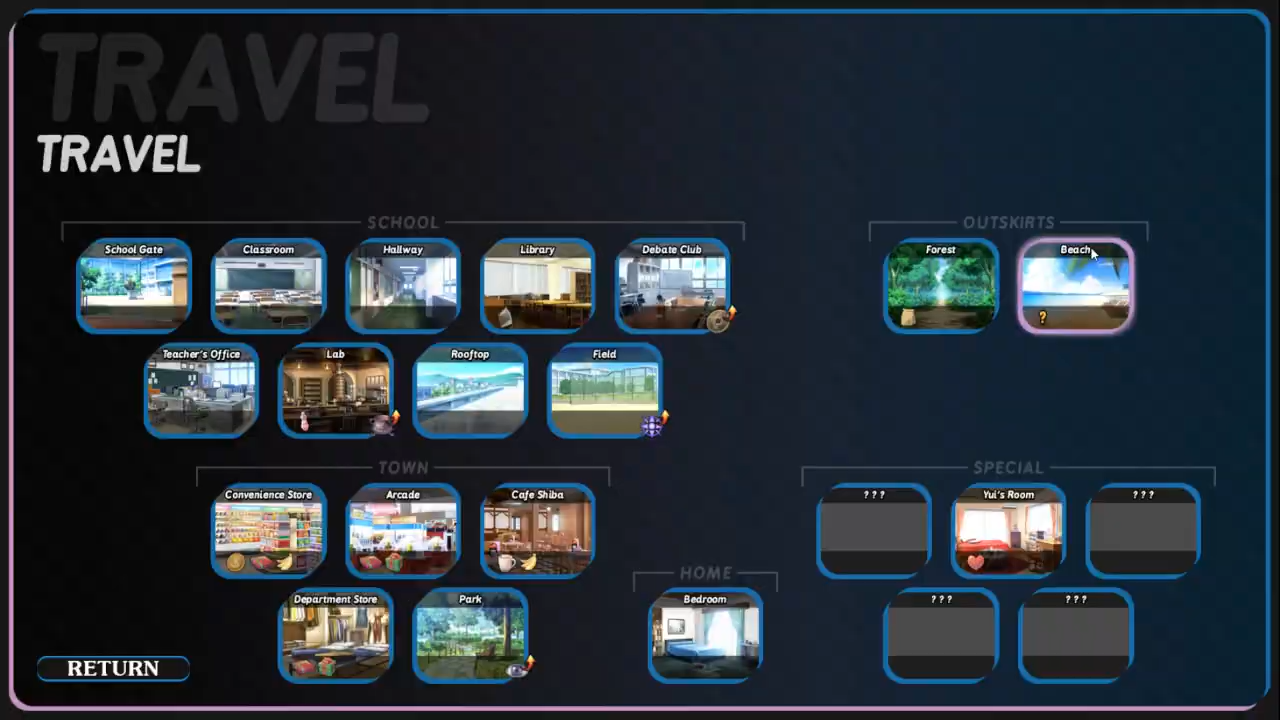 TRAVEL
TRAVEL
SCHOOL
OUTSKIRTS
School Gate
Classroom
Hallway
Library
Debate Club
Forest
Beach
?
Teacher's Office
Lab
Rooftop
Field
TOWN
SPECIAL
Convenience Store
Arcade
Cafe Shiba
? ? ?
Yui's Room
? ? ?
HOME
Department Store
Park
Bedroom
? ? ?
? ? ?
RETURN